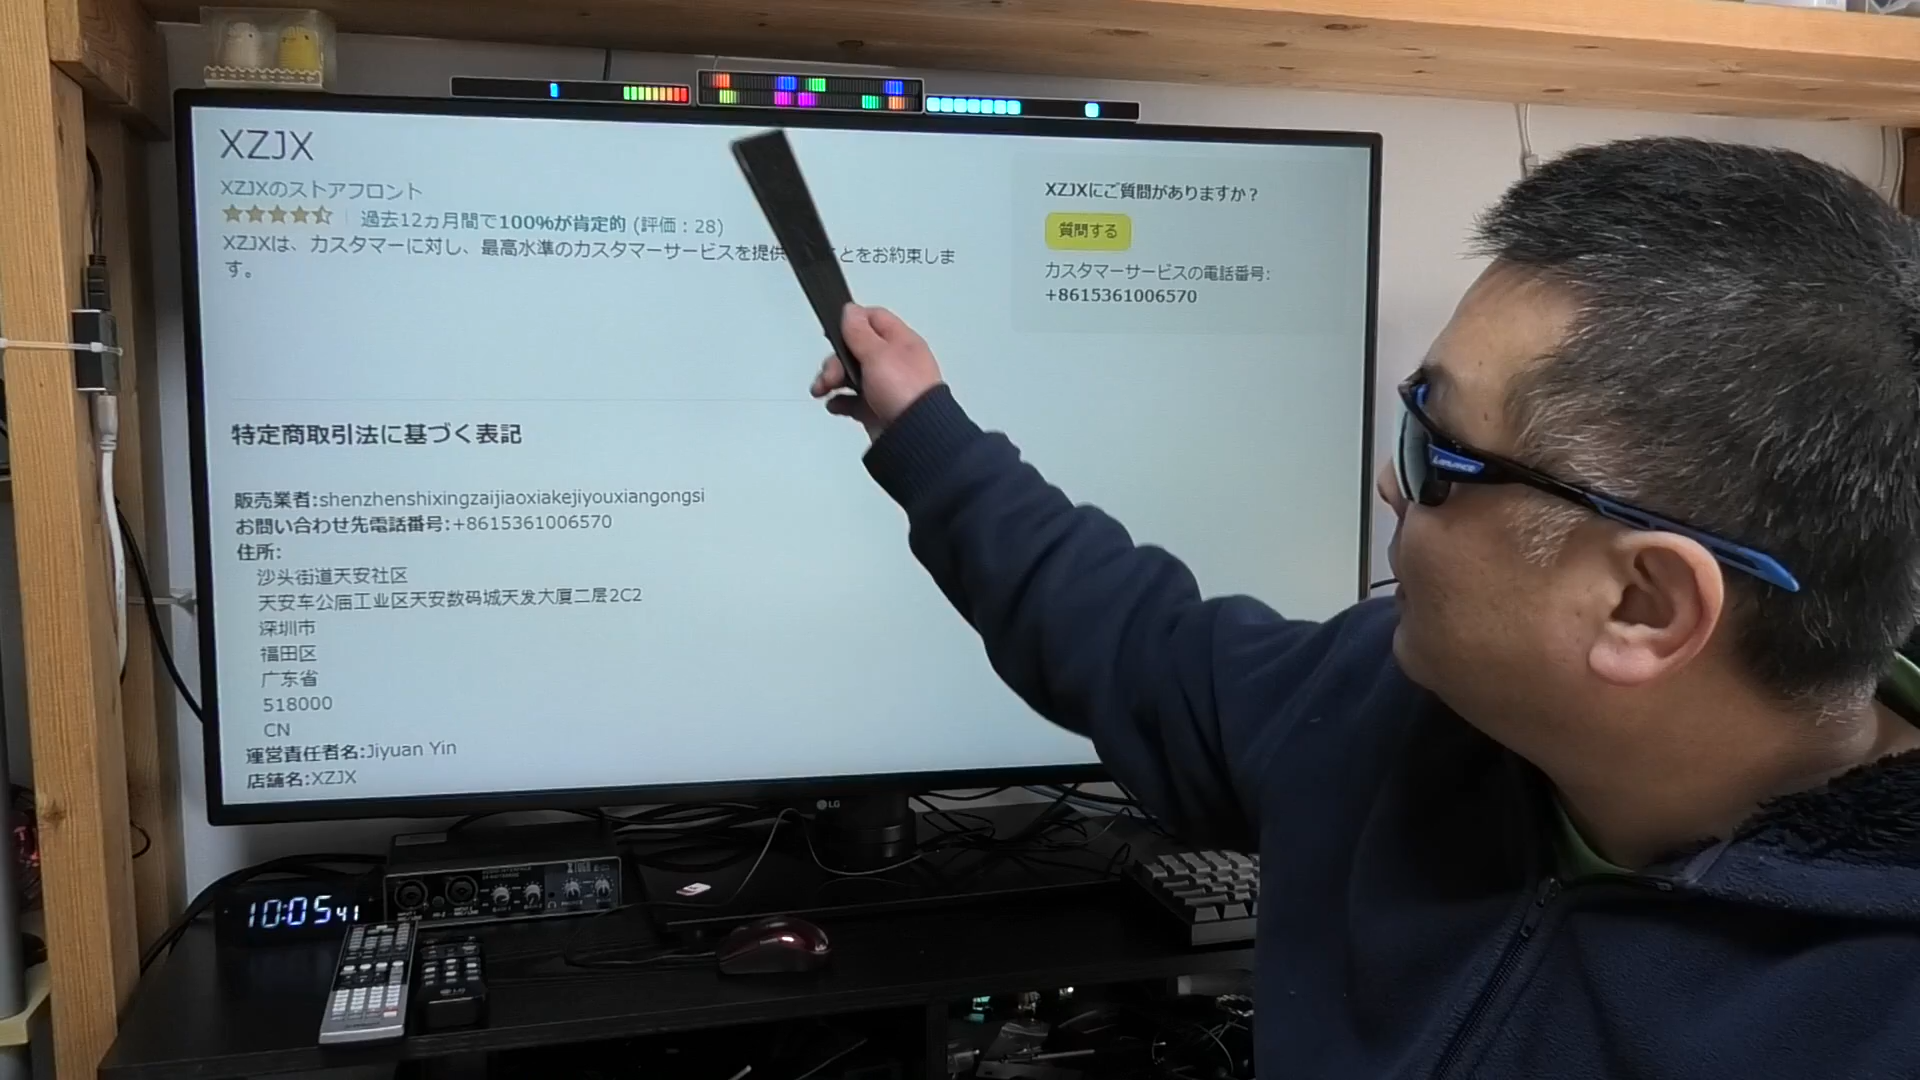 XZJX
XZJXのストアフロント
過去12ヵ月間で100%が肯定的 (評価：28)
XZJXは、カスタマーに対し、最高水準のカスタマーサービスを提供 とをお約束しま
す。
XZJXにご質問がありますか？
質問する
カスタマーサービスの電話番号:
+8615361006570
特定商取引法に基づく表記
販売業者:shenzhenshixingzaijiaoxiakejiyouxiangongsi
お問い合わせ先電話番号:+8615361006570
住所:
沙头街道天安社区
天安车公庙工业区天安数码城天发大厦二层2C2
深圳市
福田区
广东省
518000
CN
運営責任者名:Jiyuan Yin
店舗名:XZJX
LG
10:05 41